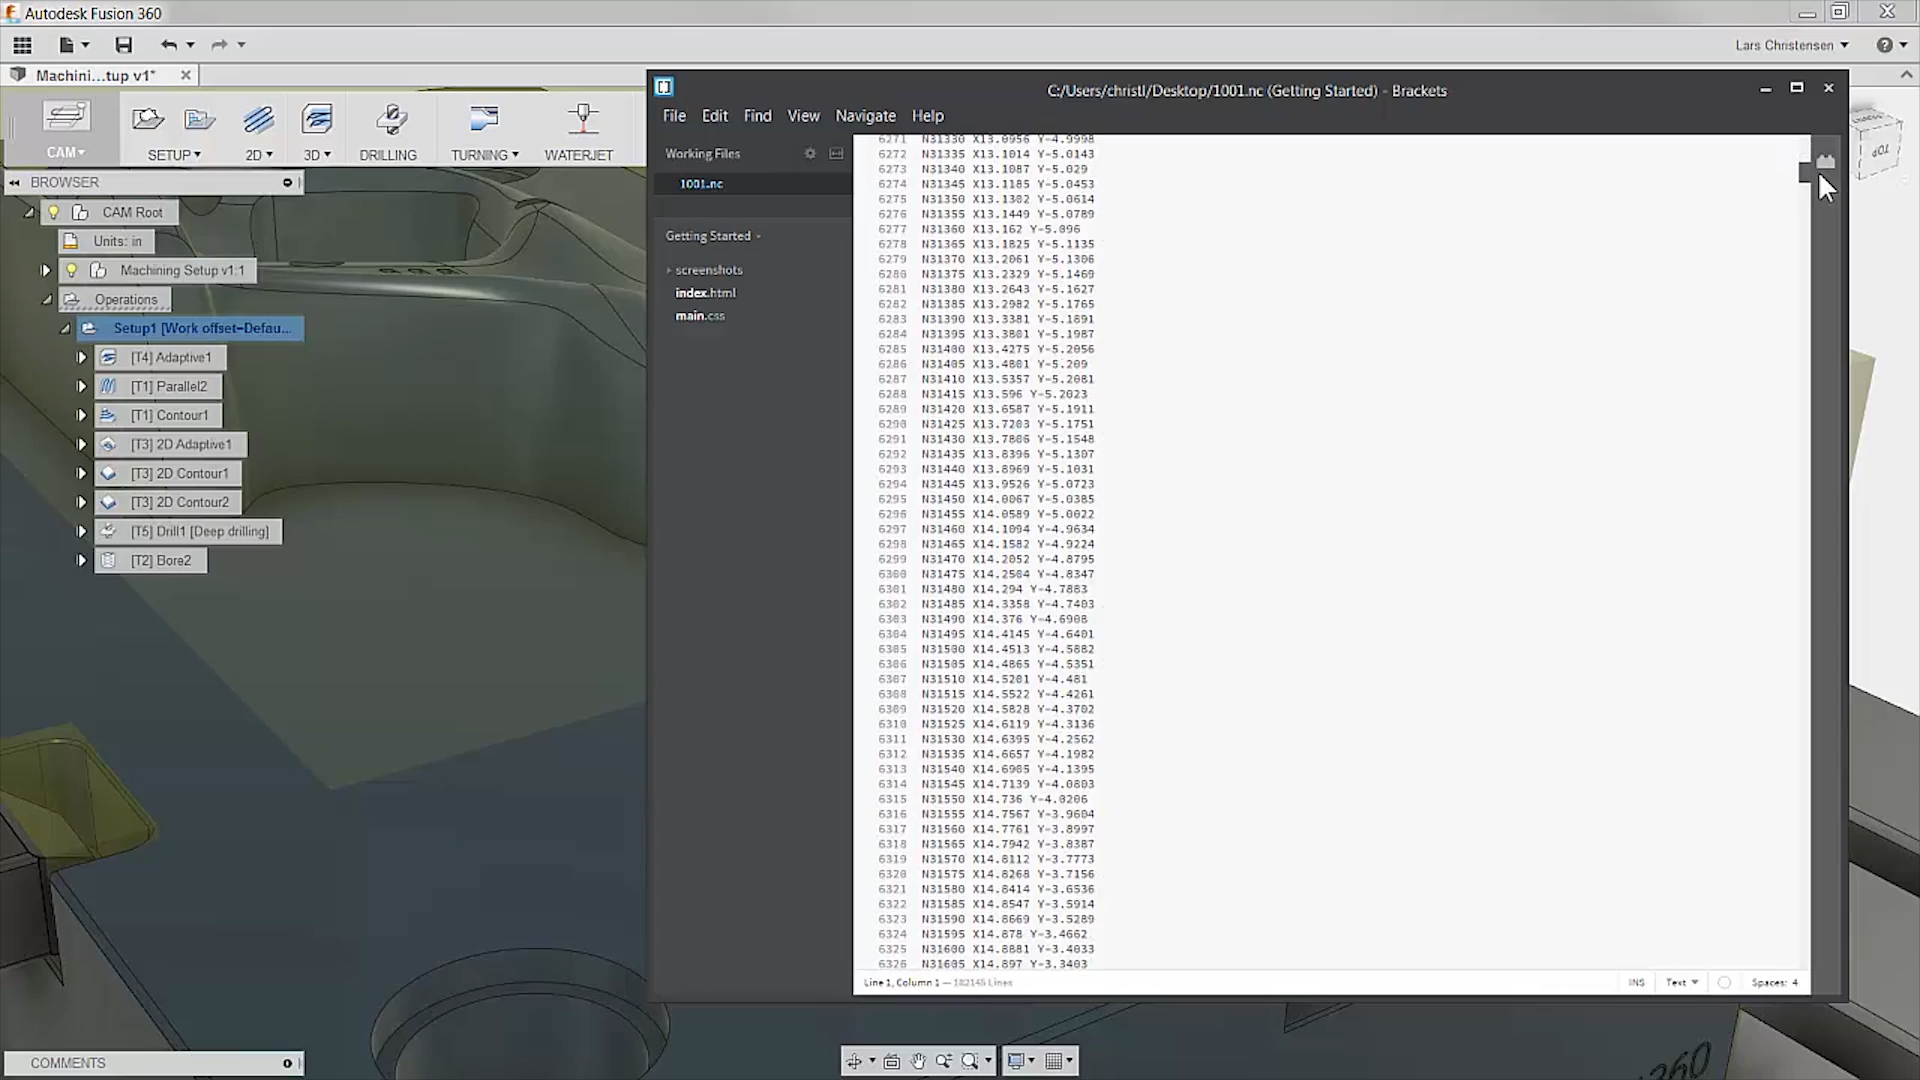 Autodesk Fusion 360
Lars Christensen
Machini...tup v1*
CAM
SETUP
2D
3D
DRILLING
TURNING
WATERJET
BROWSER
CAM Root
Units: in
Machining Setup v1:1
Operations
Setup1 [Work offset=Defau...
[T4] Adaptive1
[T1] Parallel2
[T1] Contour1
[T3] 2D Adaptive1
[T3] 2D Contour1
[T3] 2D Contour2
[T5] Drill1 [Deep drilling]
[T2] Bore2
COMMENTS
C:/Users/christl/Desktop/1001.nc (Getting Started) - Brackets
File Edit Find View Navigate Help
Working Files
1001.nc
Getting Started
screenshots
index.html
main.css
6271 N31330 X13.0956 Y-4.9998
6272 N31335 X13.1014 Y-5.0143
6273 N31340 X13.1087 Y-5.029
6274 N31345 X13.1185 Y-5.0453
6275 N31350 X13.1302 Y-5.0614
6276 N31355 X13.1449 Y-5.0789
6277 N31360 X13.162 Y-5.096
6278 N31365 X13.1825 Y-5.1135
6279 N31370 X13.2061 Y-5.1306
6280 N31375 X13.2329 Y-5.1469
6281 N31380 X13.2643 Y-5.1627
6282 N31385 X13.2982 Y-5.1765
6283 N31390 X13.3381 Y-5.1891
6284 N31395 X13.3801 Y-5.1987
6285 N31400 X13.4275 Y-5.2056
6286 N31405 X13.4801 Y-5.209
6287 N31410 X13.5357 Y-5.2081
6288 N31415 X13.596 Y-5.2023
6289 N31420 X13.6587 Y-5.1911
6290 N31425 X13.7203 Y-5.1751
6291 N31430 X13.7806 Y-5.1548
6292 N31435 X13.8396 Y-5.1307
6293 N31440 X13.8969 Y-5.1031
6294 N31445 X13.9526 Y-5.0723
6295 N31450 X14.0067 Y-5.0385
6296 N31455 X14.0589 Y-5.0022
6297 N31460 X14.1094 Y-4.9634
6298 N31465 X14.1582 Y-4.9224
6299 N31470 X14.2052 Y-4.8795
6300 N31475 X14.2504 Y-4.8347
6301 N31480 X14.294 Y-4.7883
6302 N31485 X14.3358 Y-4.7403
6303 N31490 X14.376 Y-4.6908
6304 N31495 X14.4145 Y-4.6401
6305 N31500 X14.4513 Y-4.5882
6306 N31505 X14.4865 Y-4.5351
6307 N31510 X14.5201 Y-4.481
6308 N31515 X14.5522 Y-4.4261
6309 N31520 X14.5828 Y-4.3702
6310 N31525 X14.6119 Y-4.3136
6311 N31530 X14.6395 Y-4.2562
6312 N31535 X14.6657 Y-4.1982
6313 N31540 X14.6905 Y-4.1395
6314 N31545 X14.7139 Y-4.0803
6315 N31550 X14.736 Y-4.0206
6316 N31555 X14.7567 Y-3.9604
6317 N31560 X14.7761 Y-3.8997
6318 N31565 X14.7942 Y-3.8387
6319 N31570 X14.8112 Y-3.7773
6320 N31575 X14.8268 Y-3.7156
6321 N31580 X14.8414 Y-3.6536
6322 N31585 X14.8547 Y-3.5914
6323 N31590 X14.8669 Y-3.5289
6324 N31595 X14.878 Y-3.4662
6325 N31600 X14.8881 Y-3.4033
6326 N31605 X14.897 Y-3.3403
Line 1, Column 1 — 182145 Lines
INS
Text
Spaces: 4
TOP
360